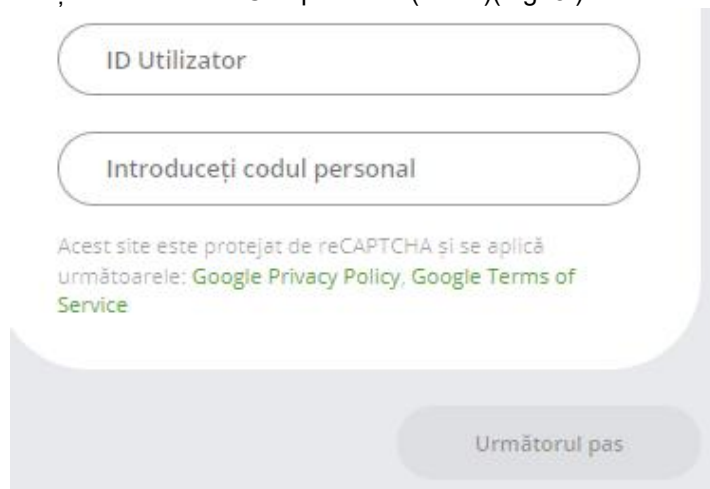 ID Utilizator
Introduceți codul personal
Acest site este protejat de reCAPTCHA și se aplică
următoarele: Google Privacy Policy, Google Terms of
Service
Următorul pas